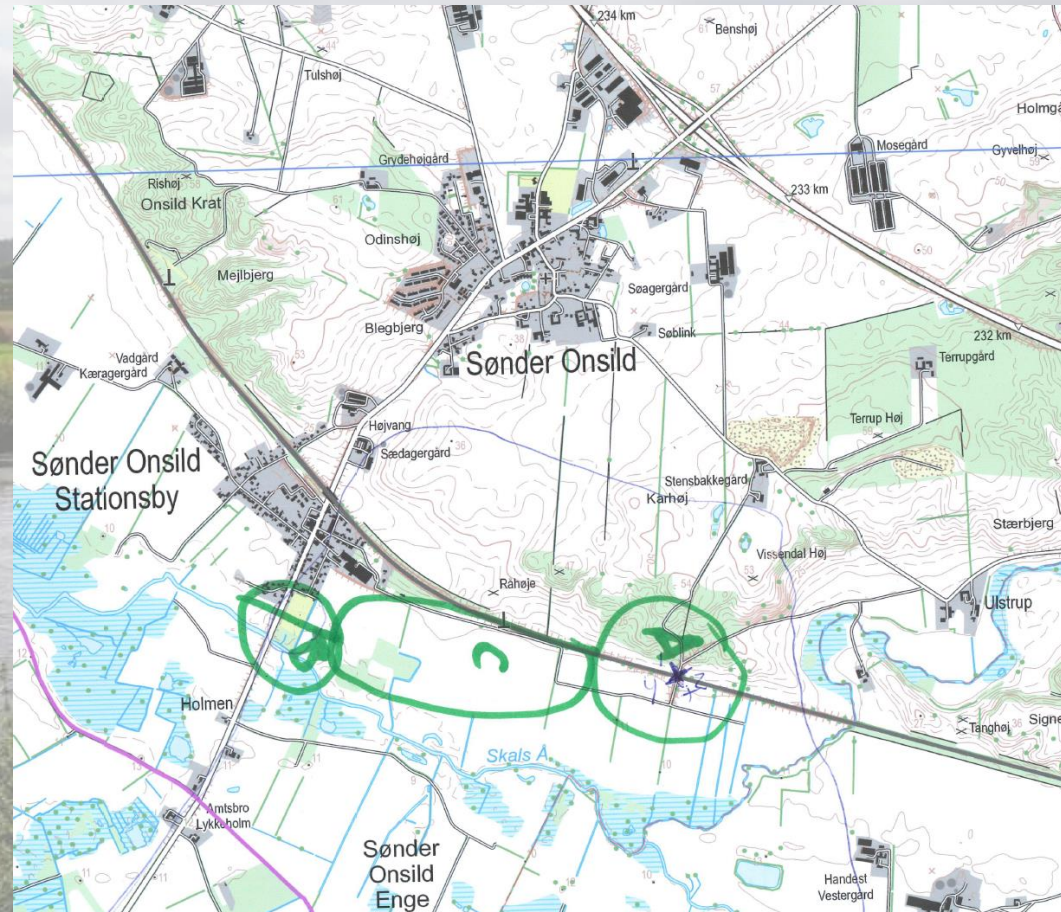 234 km
Benshøj
Tulshøj
Holmgå
Mosegård
Gyvelhøj
Grydehøjgård
Rishøj
Onsild Krat
233 km
Odinshøj
Mejlbjerg
Søagergård
Blegbjerg
Søblink
232 km
Sønder Onsild
Vadgård
Kæragergård
Terrupgård
Terrup Høj
Højvang
Sædagergård
Sønder Onsild
Stationsby
Stensbakkegård
Karhøj
Stærbjerg
Vissendal Høj
Råhøje
Ulstrup
C
Holmen
Tanghøj
Signe
Skals Å
Amtsbro
Lykkeholm
Sønder
Onsild
Enge
Handest
Vestergård